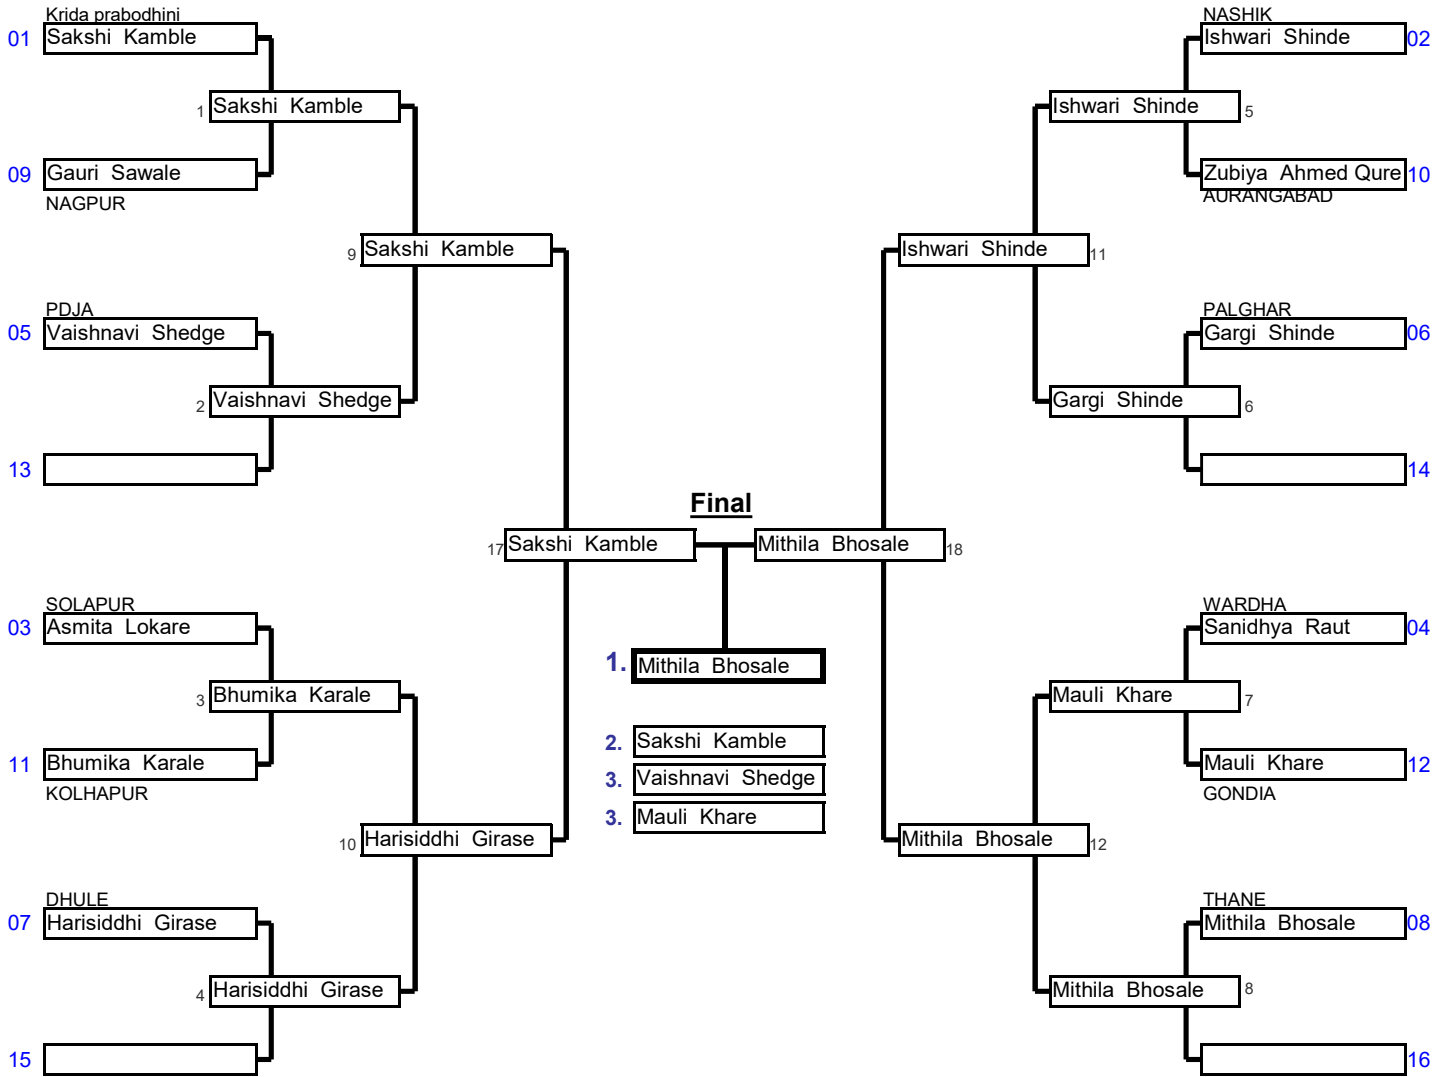 Krida prabodhini
01 Sakshi Kamble
1 Sakshi Kamble
09 Gauri Sawale
NAGPUR
9 Sakshi Kamble
PDJA
05 Vaishnavi Shedge
2 Vaishnavi Shedge
13
17 Sakshi Kamble
SOLAPUR
03 Asmita Lokare
3 Bhumika Karale
11 Bhumika Karale
KOLHAPUR
10 Harisiddhi Girase
DHULE
07 Harisiddhi Girase
4 Harisiddhi Girase
15
Final
1. Mithila Bhosale
2. Sakshi Kamble
3. Vaishnavi Shedge
3. Mauli Khare
NASHIK
Ishwari Shinde 02
Ishwari Shinde 5
Zubiya Ahmed Qure 10
AURANGABAD
Ishwari Shinde 11
PALGHAR
Gargi Shinde 06
Gargi Shinde 6
14
Mithila Bhosale 18
WARDHA
Sanidhya Raut 04
Mauli Khare 7
Mauli Khare 12
GONDIA
Mithila Bhosale 12
THANE
Mithila Bhosale 08
Mithila Bhosale 8
16